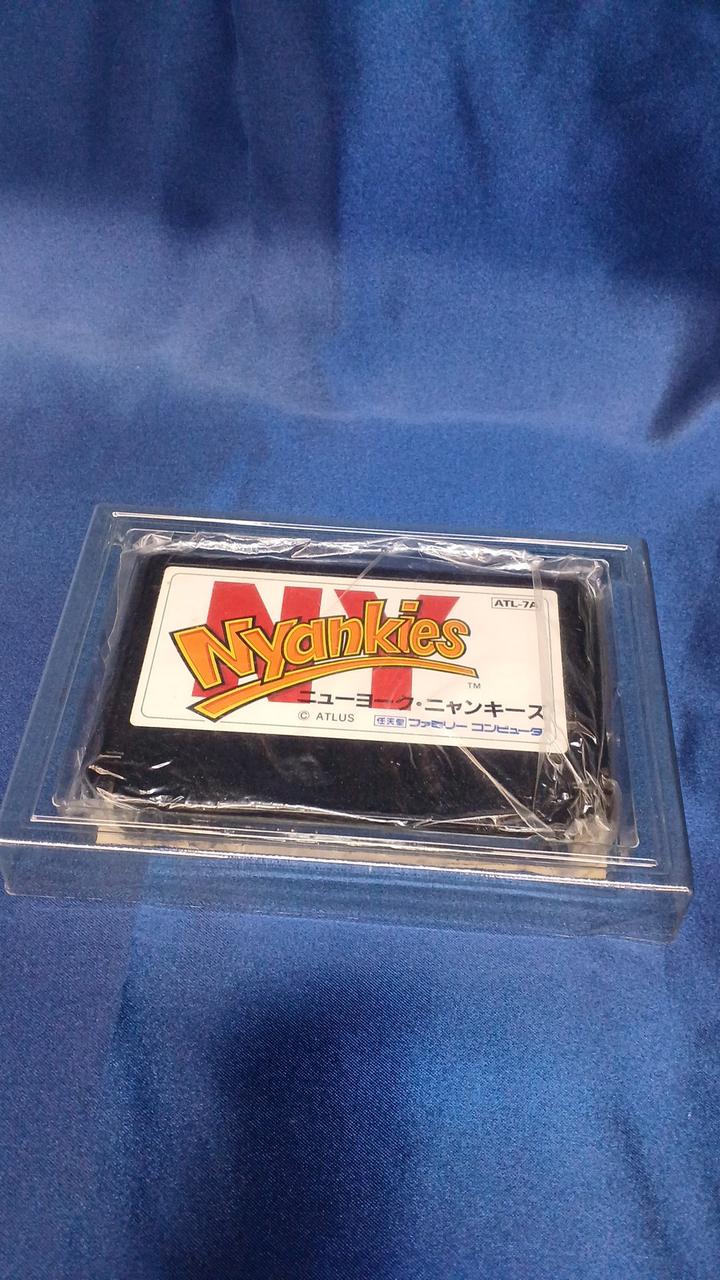 NY
Nyankies
TM
ATL-7A
ニューヨーク・ニャンキーズ
© ATLUS
任天堂 ファミリー コンピュータ